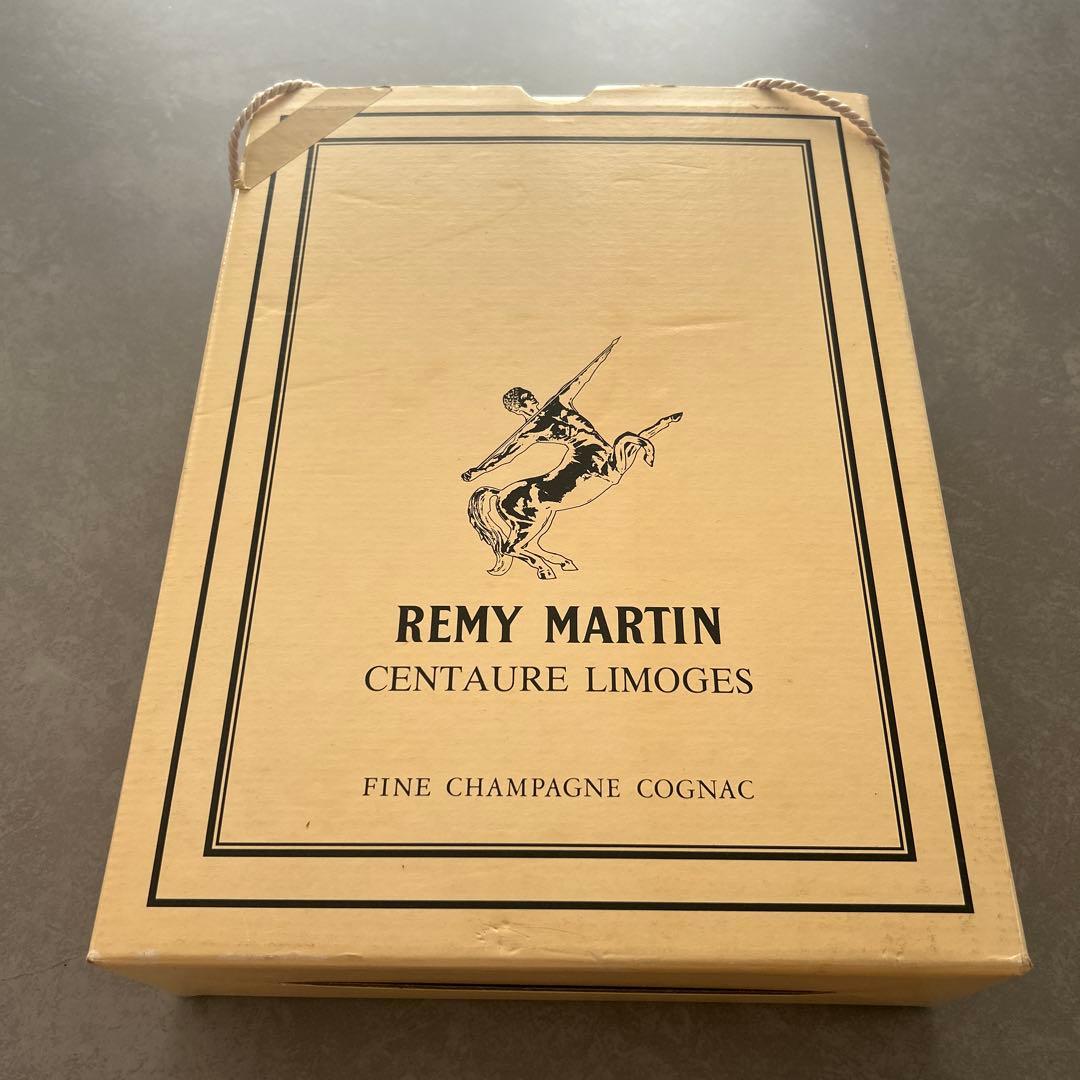 REMY MARTIN
CENTAURE LIMOGES
FINE CHAMPAGNE COGNAC